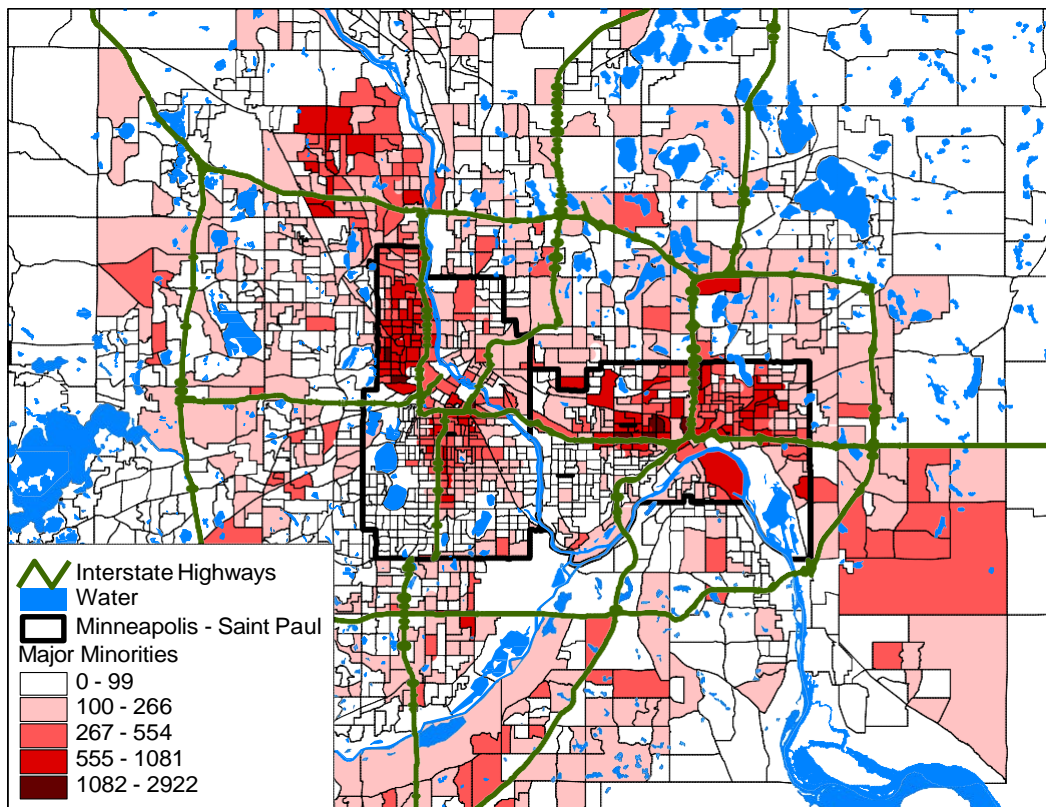 Interstate Highways
Water
Minneapolis - Saint Paul
Major Minorities
0 - 99
100 - 266
267 - 554
555 - 1081
1082 - 2922